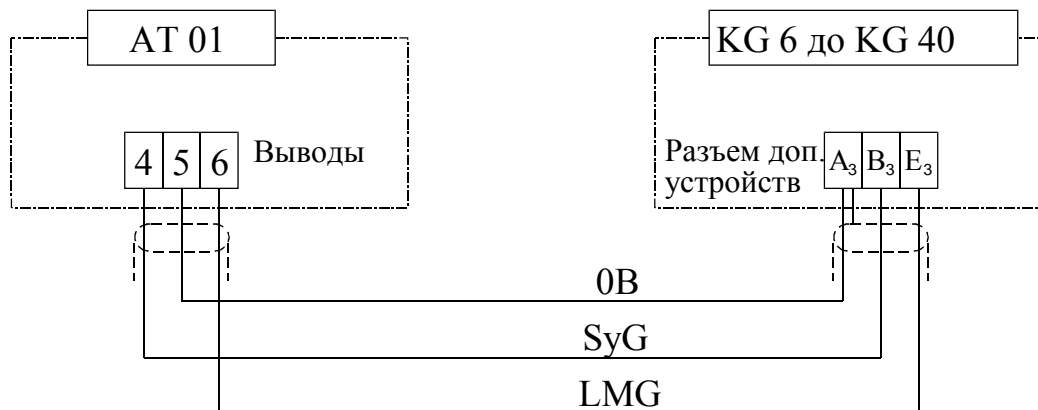 AT 01
KG 6 до KG 40
4 5 6
Выводы
Разъем доп.
устройств
A₃ B₃ E₃
0В
SyG
LMG